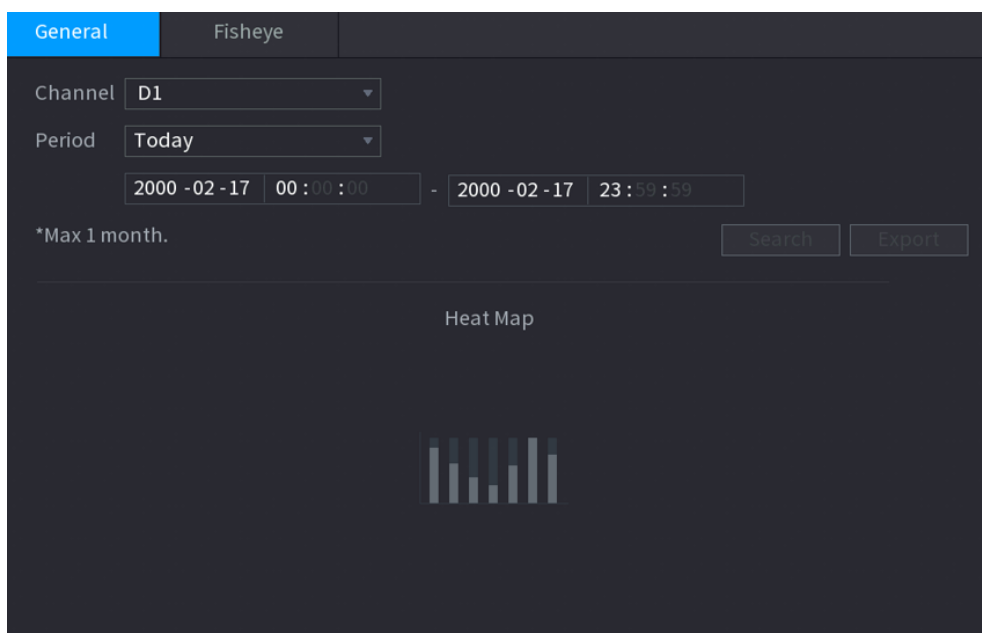 General Fisheye
Channel D1
Period Today
2000 -02 -17 00 : 00 : 00 - 2000 -02 -17 23 : 59 : 59
*Max 1 month. Search Export
Heat Map